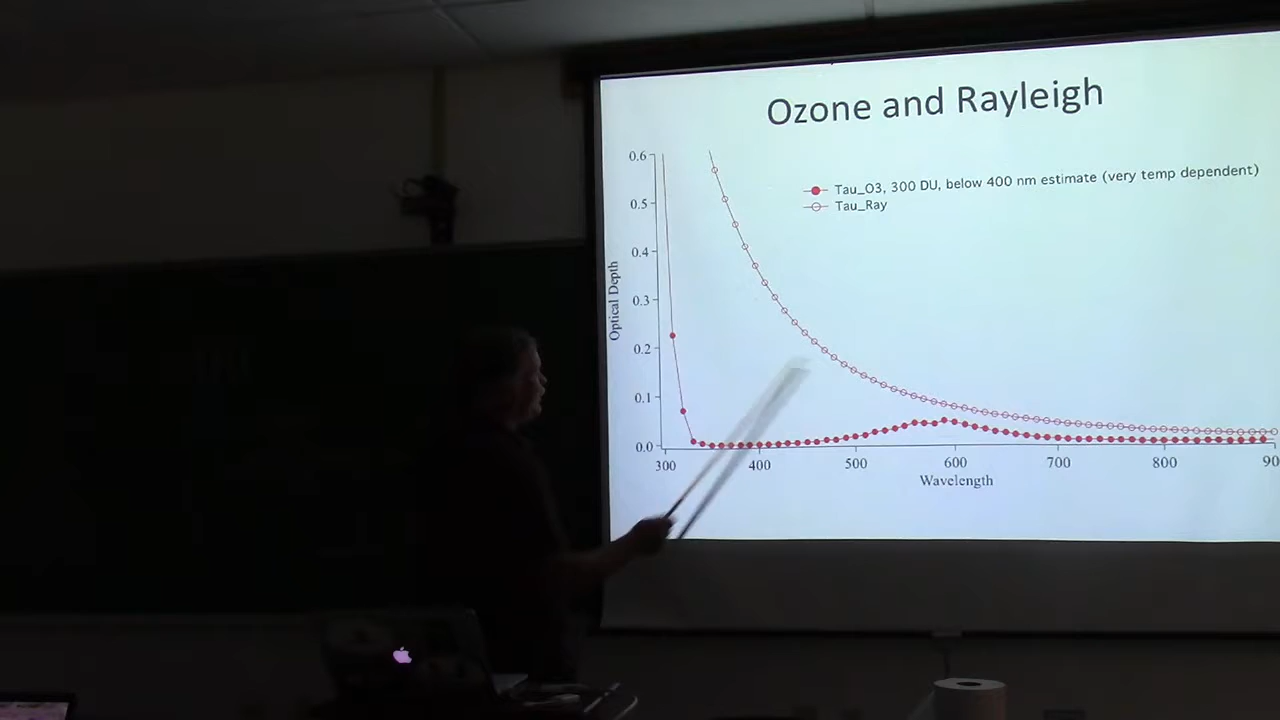 Ozone and Rayleigh
Tau_O3, 300 DU, below 400 nm estimate (very temp dependent)
Tau_Ray
Optical Depth
0.6
0.5
0.4
0.3
0.2
0.1
0.0
300 400 500 600 700 800 90
Wavelength